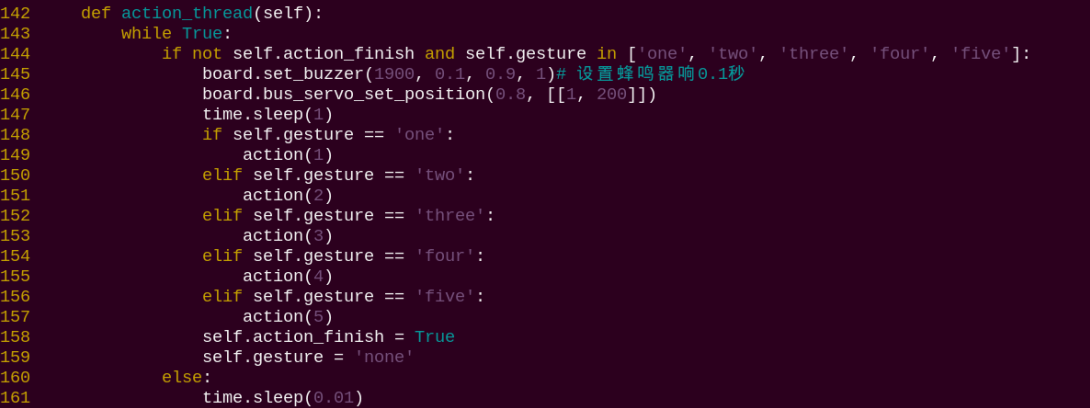 142     def action_thread(self):
143         while True:
144             if not self.action_finish and self.gesture in ['one', 'two', 'three', 'four', 'five']:
145                 board.set_buzzer(1900, 0.1, 0.9, 1)# 设置蜂鸣器响0.1秒
146                 board.bus_servo_set_position(0.8, [[1, 200]])
147                 time.sleep(1)
148                 if self.gesture == 'one':
149                     action(1)
150                 elif self.gesture == 'two':
151                     action(2)
152                 elif self.gesture == 'three':
153                     action(3)
154                 elif self.gesture == 'four':
155                     action(4)
156                 elif self.gesture == 'five':
157                     action(5)
158                 self.action_finish = True
159                 self.gesture = 'none'
160             else:
161                 time.sleep(0.01)